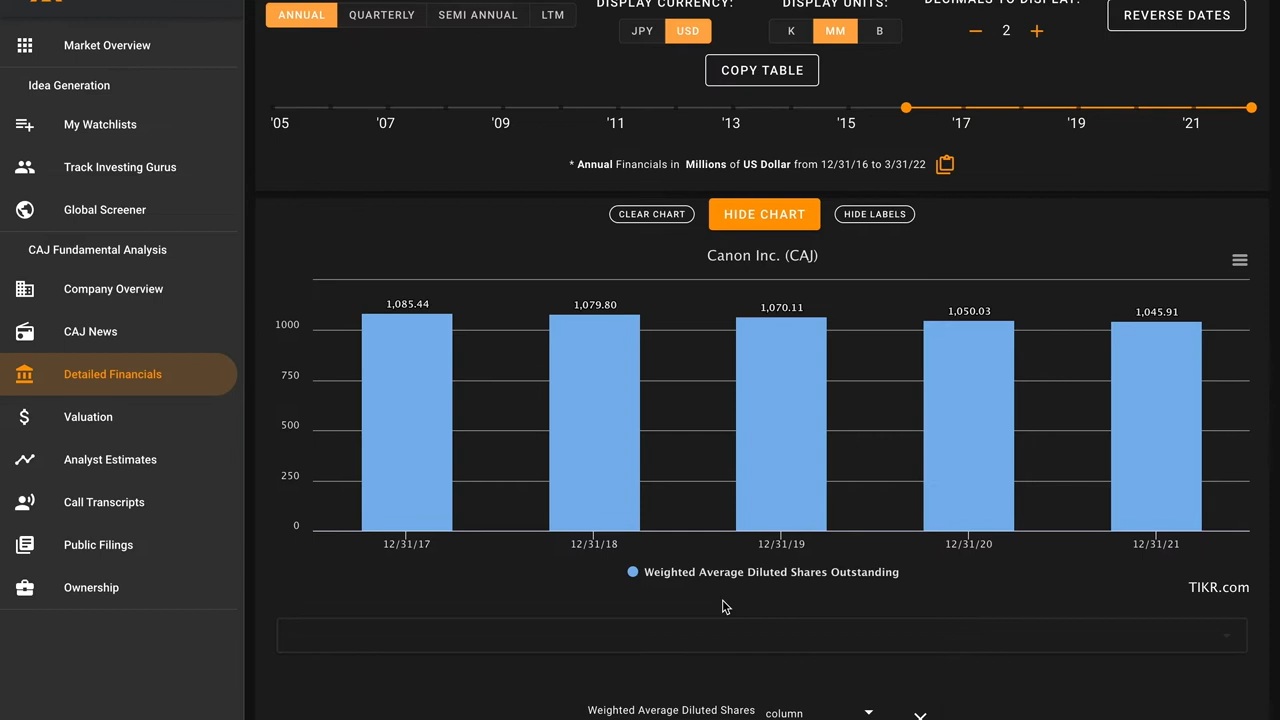 ANNUAL QUARTERLY SEMI ANNUAL LTM
DISPLAY CURRENCY:
JPY USD
DISPLAY UNITS:
K MM B
DECIMALS TO DISPLAY:
2
REVERSE DATES
COPY TABLE
'05 '07 '09 '11 '13 '15 '17 '19 '21
* Annual Financials in Millions of US Dollar from 12/31/16 to 3/31/22
Market Overview
Idea Generation
My Watchlists
Track Investing Gurus
Global Screener
CAJ Fundamental Analysis
Company Overview
CAJ News
Detailed Financials
Valuation
Analyst Estimates
Call Transcripts
Public Filings
Ownership
CLEAR CHART HIDE CHART HIDE LABELS
Canon Inc. (CAJ)
1,085.44 1,079.80 1,070.11 1,050.03 1,045.91
1000
750
500
250
0
12/31/17 12/31/18 12/31/19 12/31/20 12/31/21
Weighted Average Diluted Shares Outstanding
TIKR.com
Weighted Average Diluted Shares column